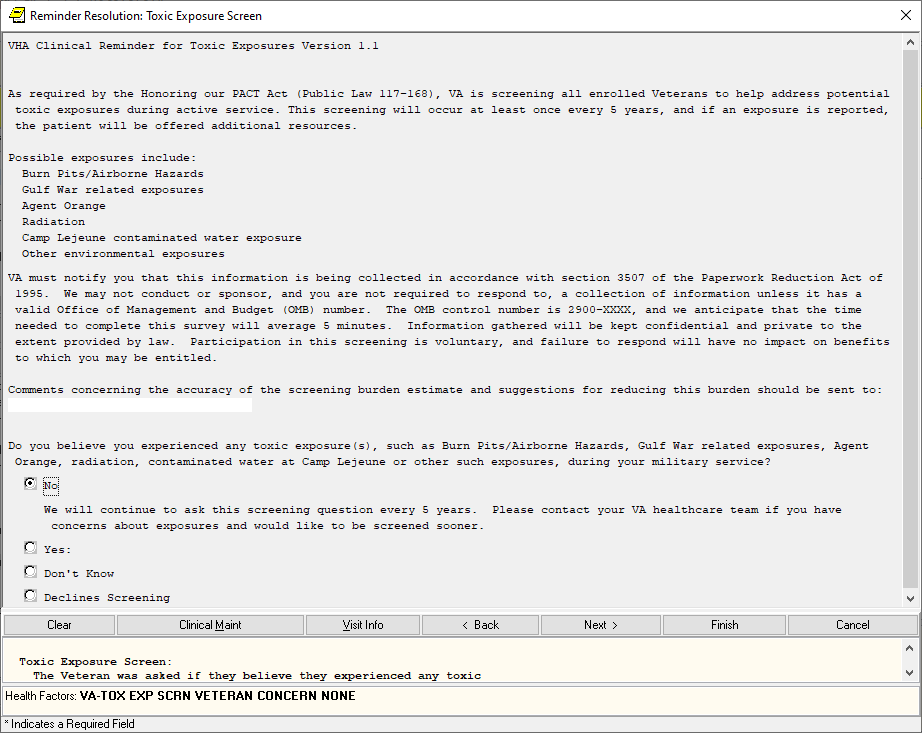 Reminder Resolution: Toxic Exposure Screen
VHA Clinical Reminder for Toxic Exposures Version 1.1
As required by the Honoring our PACT Act (Public Law 117-168), VA is screening all enrolled Veterans to help address potential
toxic exposures during active service. This screening will occur at least once every 5 years, and if an exposure is reported,
the patient will be offered additional resources.
Possible exposures include:
Burn Pits/Airborne Hazards
Gulf War related exposures
Agent Orange
Radiation
Camp Lejeune contaminated water exposure
Other environmental exposures
VA must notify you that this information is being collected in accordance with section 3507 of the Paperwork Reduction Act of
1995. We may not conduct or sponsor, and you are not required to respond to, a collection of information unless it has a
valid Office of Management and Budget (OMB) number. The OMB control number is 2900-XXXX, and we anticipate that the time
needed to complete this survey will average 5 minutes. Information gathered will be kept confidential and private to the
extent provided by law. Participation in this screening is voluntary, and failure to respond will have no impact on benefits
to which you may be entitled.
Comments concerning the accuracy of the screening burden estimate and suggestions for reducing this burden should be sent to:
Do you believe you experienced any toxic exposure(s), such as Burn Pits/Airborne Hazards, Gulf War related exposures, Agent
Orange, radiation, contaminated water at Camp Lejeune or other such exposures, during your military service?
No
We will continue to ask this screening question every 5 years. Please contact your VA healthcare team if you have
concerns about exposures and would like to be screened sooner.
Yes:
Don't Know
Declines Screening
Clear Clinical Maint Visit Info < Back Next > Finish Cancel
Toxic Exposure Screen:
The Veteran was asked if they believe they experienced any toxic
Health Factors: VA-TOX EXP SCRN VETERAN CONCERN NONE
* Indicates a Required Field